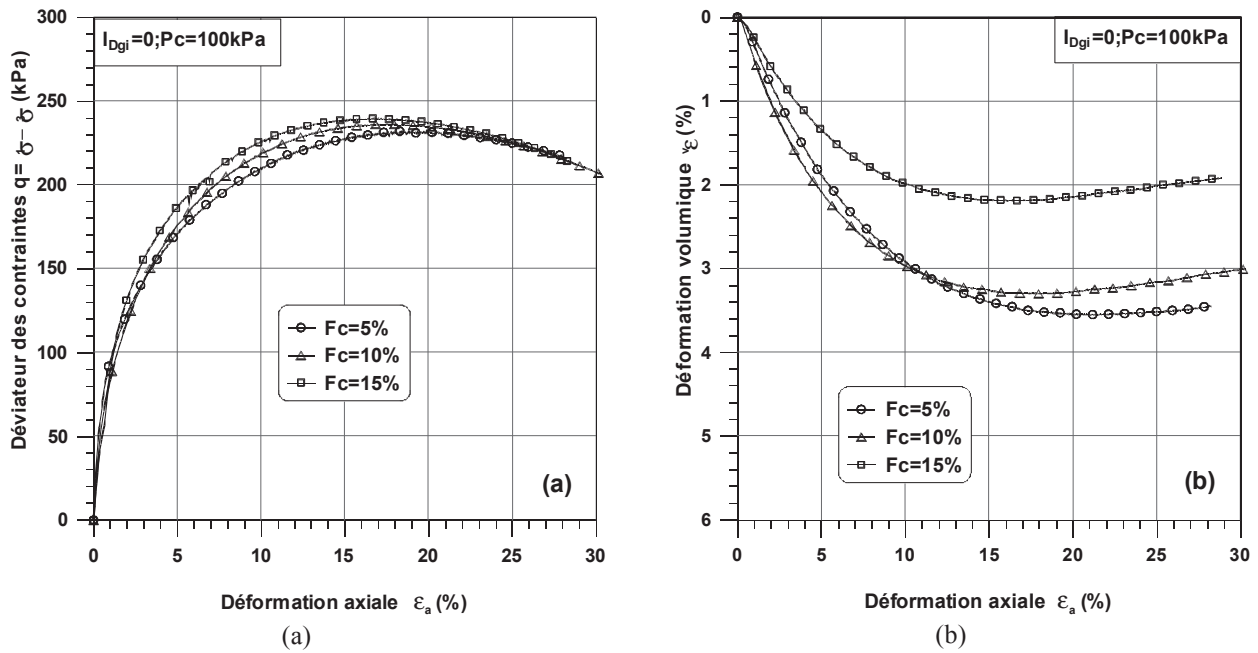 I_Dgi=0;Pc=100kPa
Déviateur des contraintes q= σ- σ (kPa)
300
250
200
150
100
50
0
Fc=5%
Fc=10%
Fc=15%
(a)
0 5 10 15 20 25 30
Déformation axiale ε_a (%)
(a)
I_Dgi=0;Pc=100kPa
Déformation volumique ᵛε (%)
0
1
2
3
4
5
6
Fc=5%
Fc=10%
Fc=15%
(b)
0 5 10 15 20 25 30
Déformation axiale ε_a (%)
(b)